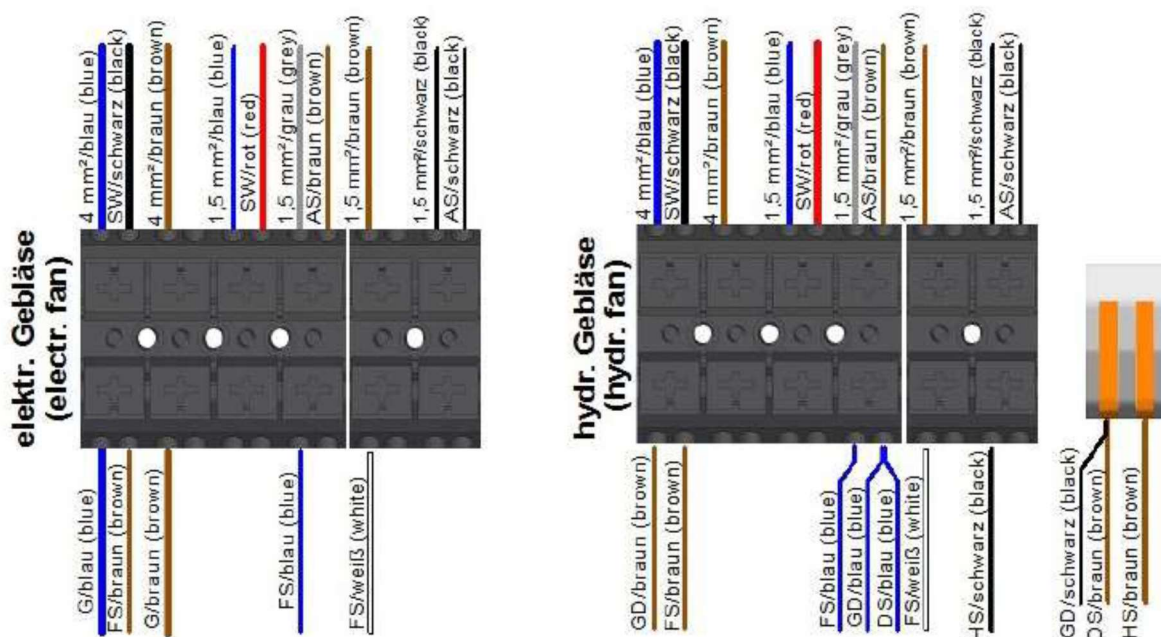 elektr. Gebläse
(electr. fan)
4 mm²/blau (blue)
SW/schwarz (black)
4 mm²/braun (brown)
1,5 mm²/blau (blue)
SW/rot (red)
1,5 mm²/grau (grey)
AS/braun (brown)
1,5 mm²/braun (brown)
1,5 mm²/schwarz (black)
AS/schwarz (black)
G/blau (blue)
FS/braun (brown)
G/braun (brown)
FS/blau (blue)
FS/weiß (white)
hydr. Gebläse
(hydr. fan)
4 mm²/blau (blue)
SW/schwarz (black)
4 mm²/braun (brown)
1,5 mm²/blau (blue)
SW/rot (red)
1,5 mm²/grau (grey)
AS/braun (brown)
1,5 mm²/braun (brown)
1,5 mm²/schwarz (black)
AS/schwarz (black)
GD/braun (brown)
FS/braun (brown)
FS/blau (blue)
GD/blau (blue)
DS/blau (blue)
FS/weiß (white)
HS/schwarz (black)
GD/schwarz (black)
DS/braun (brown)
HS/braun (brown)